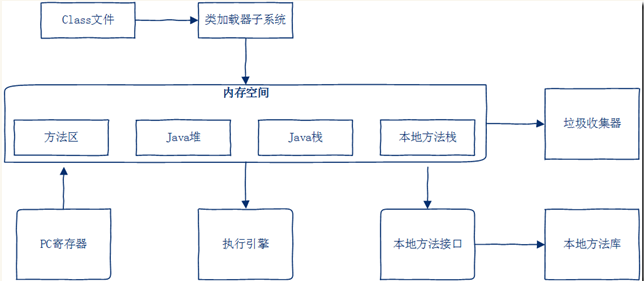 Class文件
类加载器子系统
内存空间
方法区
Java堆
Java栈
本地方法栈
垃圾收集器
PC寄存器
执行引擎
本地方法接口
本地方法库